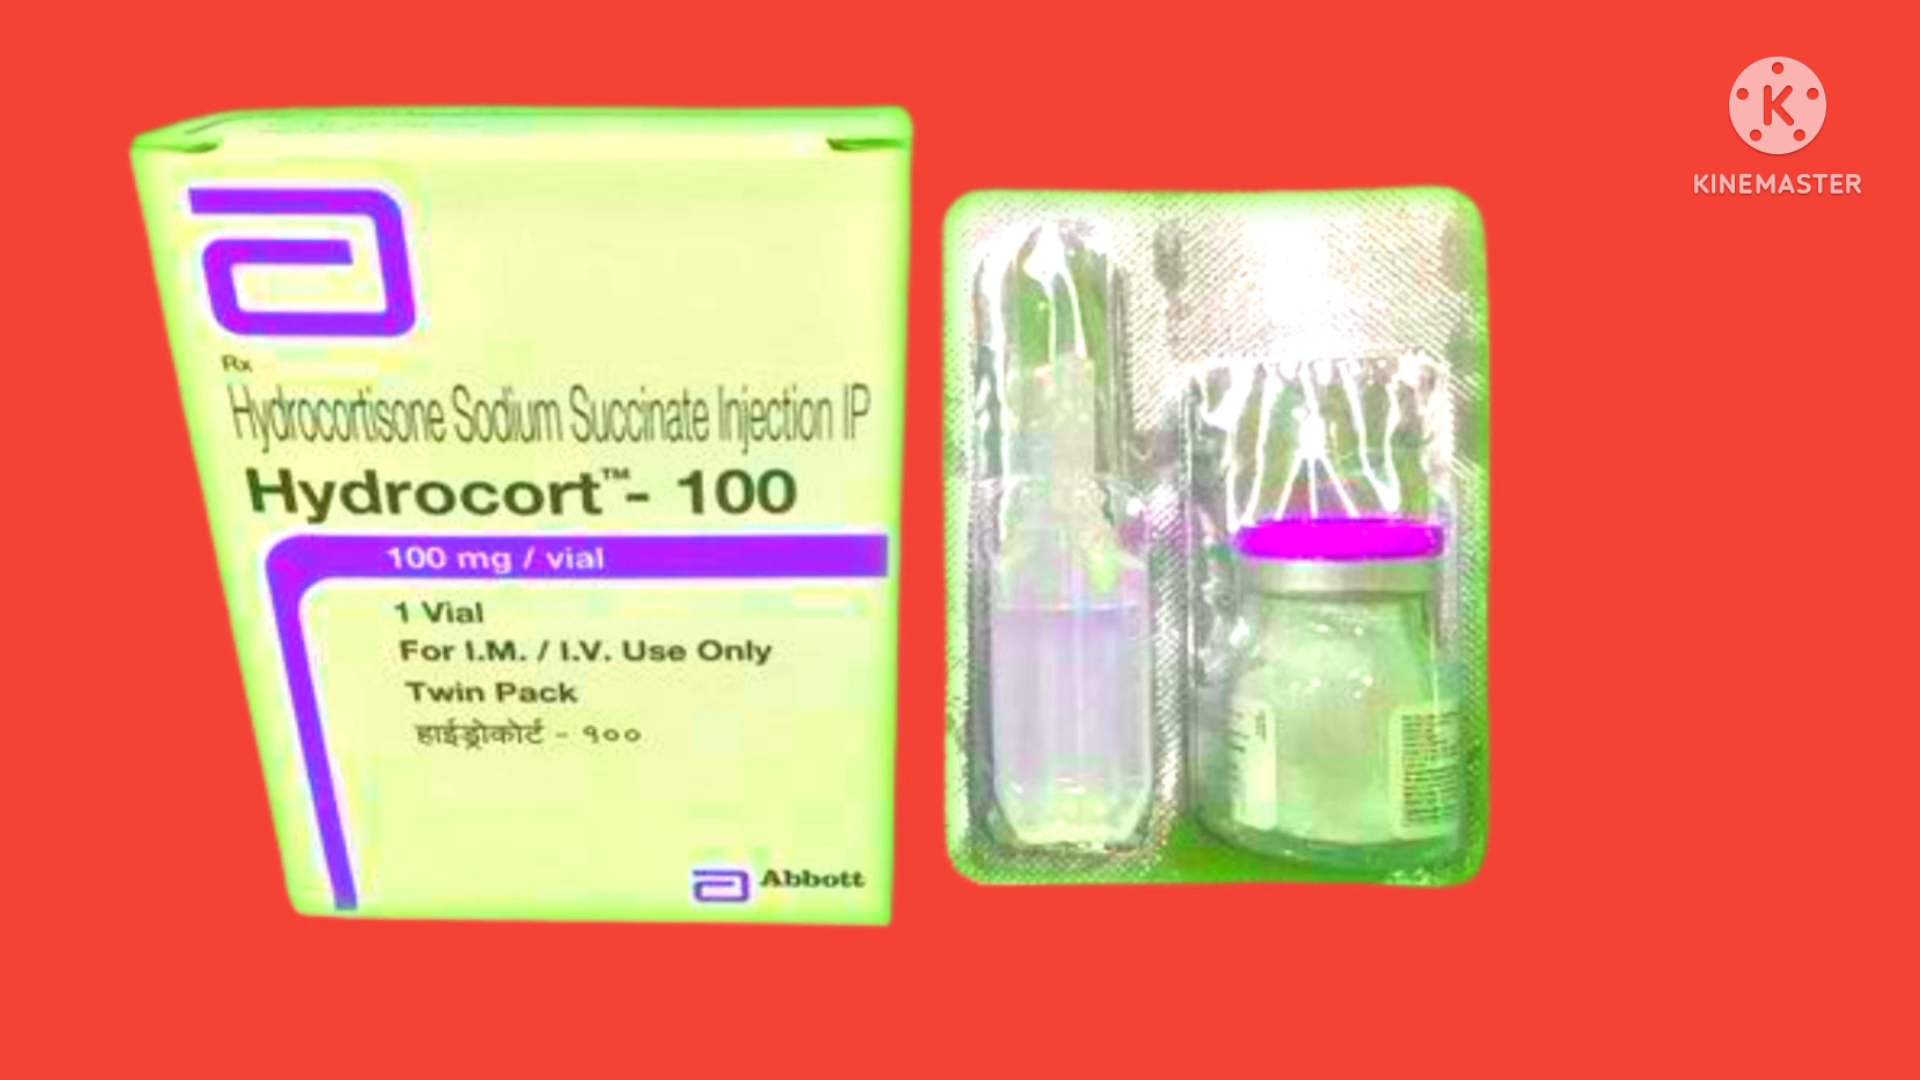 Rx
Hydrocortisone Sodium Succinate Injection IP
Hydrocort™- 100
100 mg / vial
1 Vial
For I.M. / I.V. Use Only
Twin Pack
हाईड्रोकोर्ट - १००
Abbott
KINEMASTER